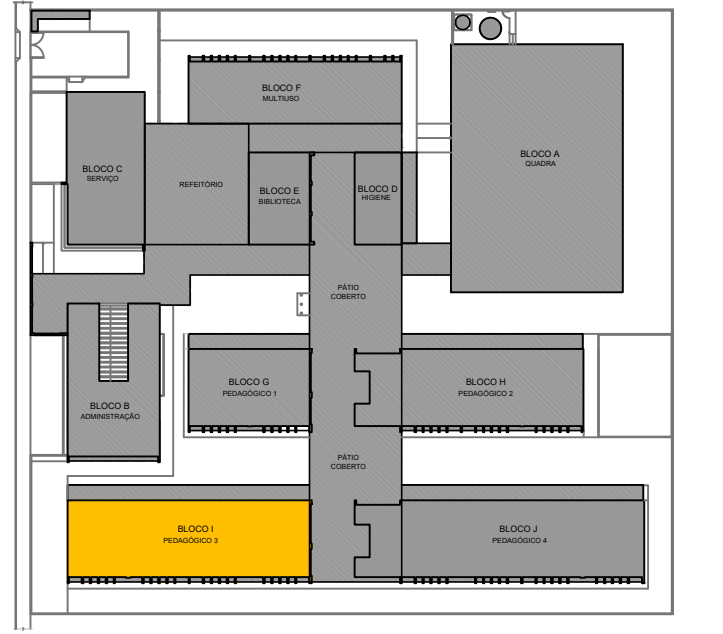 BLOCO F
MULTIUSO
BLOCO A
QUADRA
BLOCO C
SERVIÇO
REFEITÓRIO
BLOCO E
BIBLIOTECA
BLOCO D
HIGIENE
PÁTIO
COBERTO
BLOCO G
PEDAGÓGICO 1
BLOCO H
PEDAGÓGICO 2
BLOCO B
ADMINISTRAÇÃO
PÁTIO
COBERTO
BLOCO I
PEDAGÓGICO 3
BLOCO J
PEDAGÓGICO 4